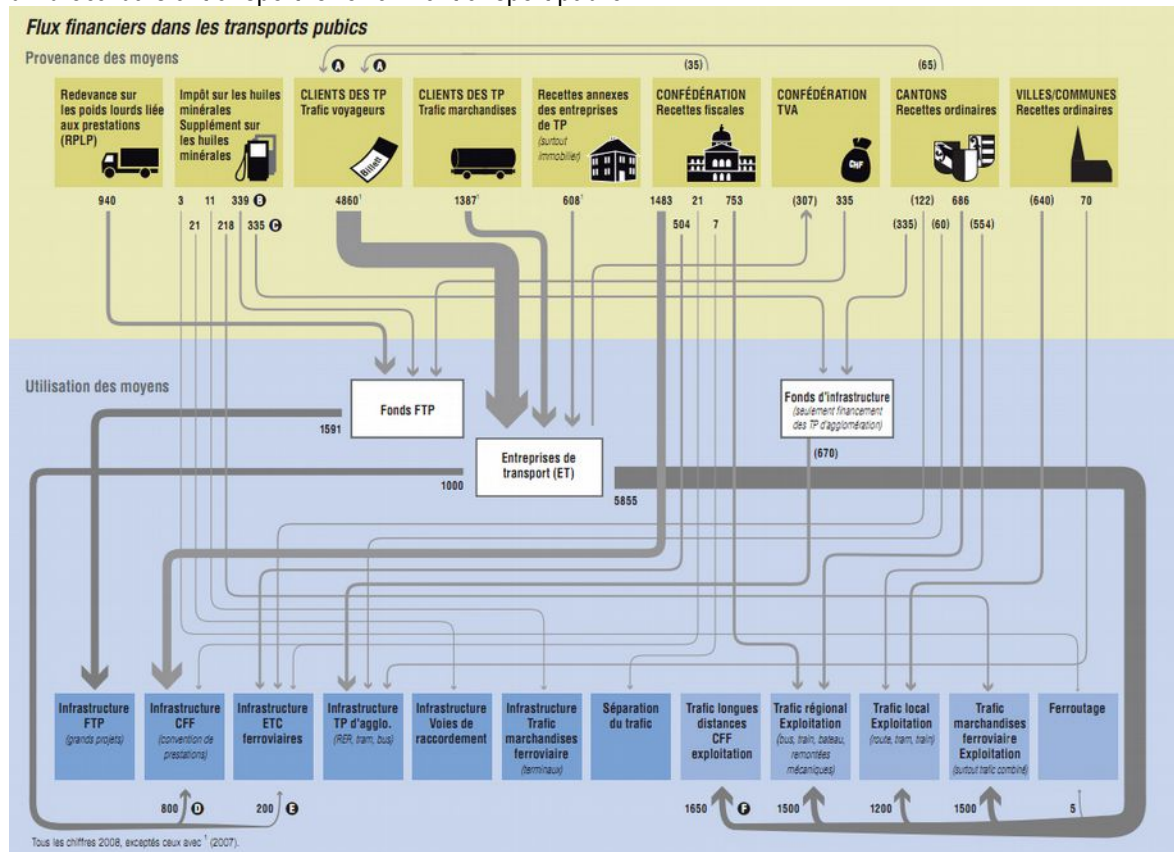 Flux financiers dans les transports pubics
Provenance des moyens
A
A
(35)
(65)
Redevance sur
les poids lourds liée
aux prestations
(RPLP)
Impôt sur les huiles
minérales
Supplément sur
les huiles
minérales
CLIENTS DES TP
Trafic voyageurs
Billett
CLIENTS DES TP
Trafic marchandises
Recettes annexes
des entreprises
de TP
(surtout
immobilier)
CONFÉDÉRATION
Recettes fiscales
CONFÉDÉRATION
TVA
CHF
CANTONS
Recettes ordinaires
VILLES/COMMUNES
Recettes ordinaires
940
3
11
339 B
4860¹
1387¹
608¹
1483
21
753
(307)
335
(122)
686
(640)
70
21
218
335 C
504
7
(335)
(60)
(554)
Utilisation des moyens
Fonds FTP
Fonds d'infrastructure
(seulement financement
des TP d'agglomération)
1591
Entreprises de
transport (ET)
(670)
1000
5855
Infrastructure
FTP
(grands projets)
Infrastructure
CFF
(convention de
prestations)
Infrastructure
ETC
ferroviaires
Infrastructure
TP d'agglo.
(RER, tram, bus)
Infrastructure
Voies de
raccordement
Infrastructure
Trafic
marchandises
ferroviaire
(terminaux)
Séparation
du trafic
Trafic longues
distances
CFF
exploitation
Trafic régional
Exploitation
(bus, train, bateau,
remontées
mécaniques)
Trafic local
Exploitation
(route, tram, train)
Trafic
marchandises
ferroviaire
Exploitation
(surtout trafic combiné)
Ferroutage
800 D
200 E
1650 F
1500
1200
1500
5
Tous les chiffres 2008, exceptés ceux avec ¹ (2007).